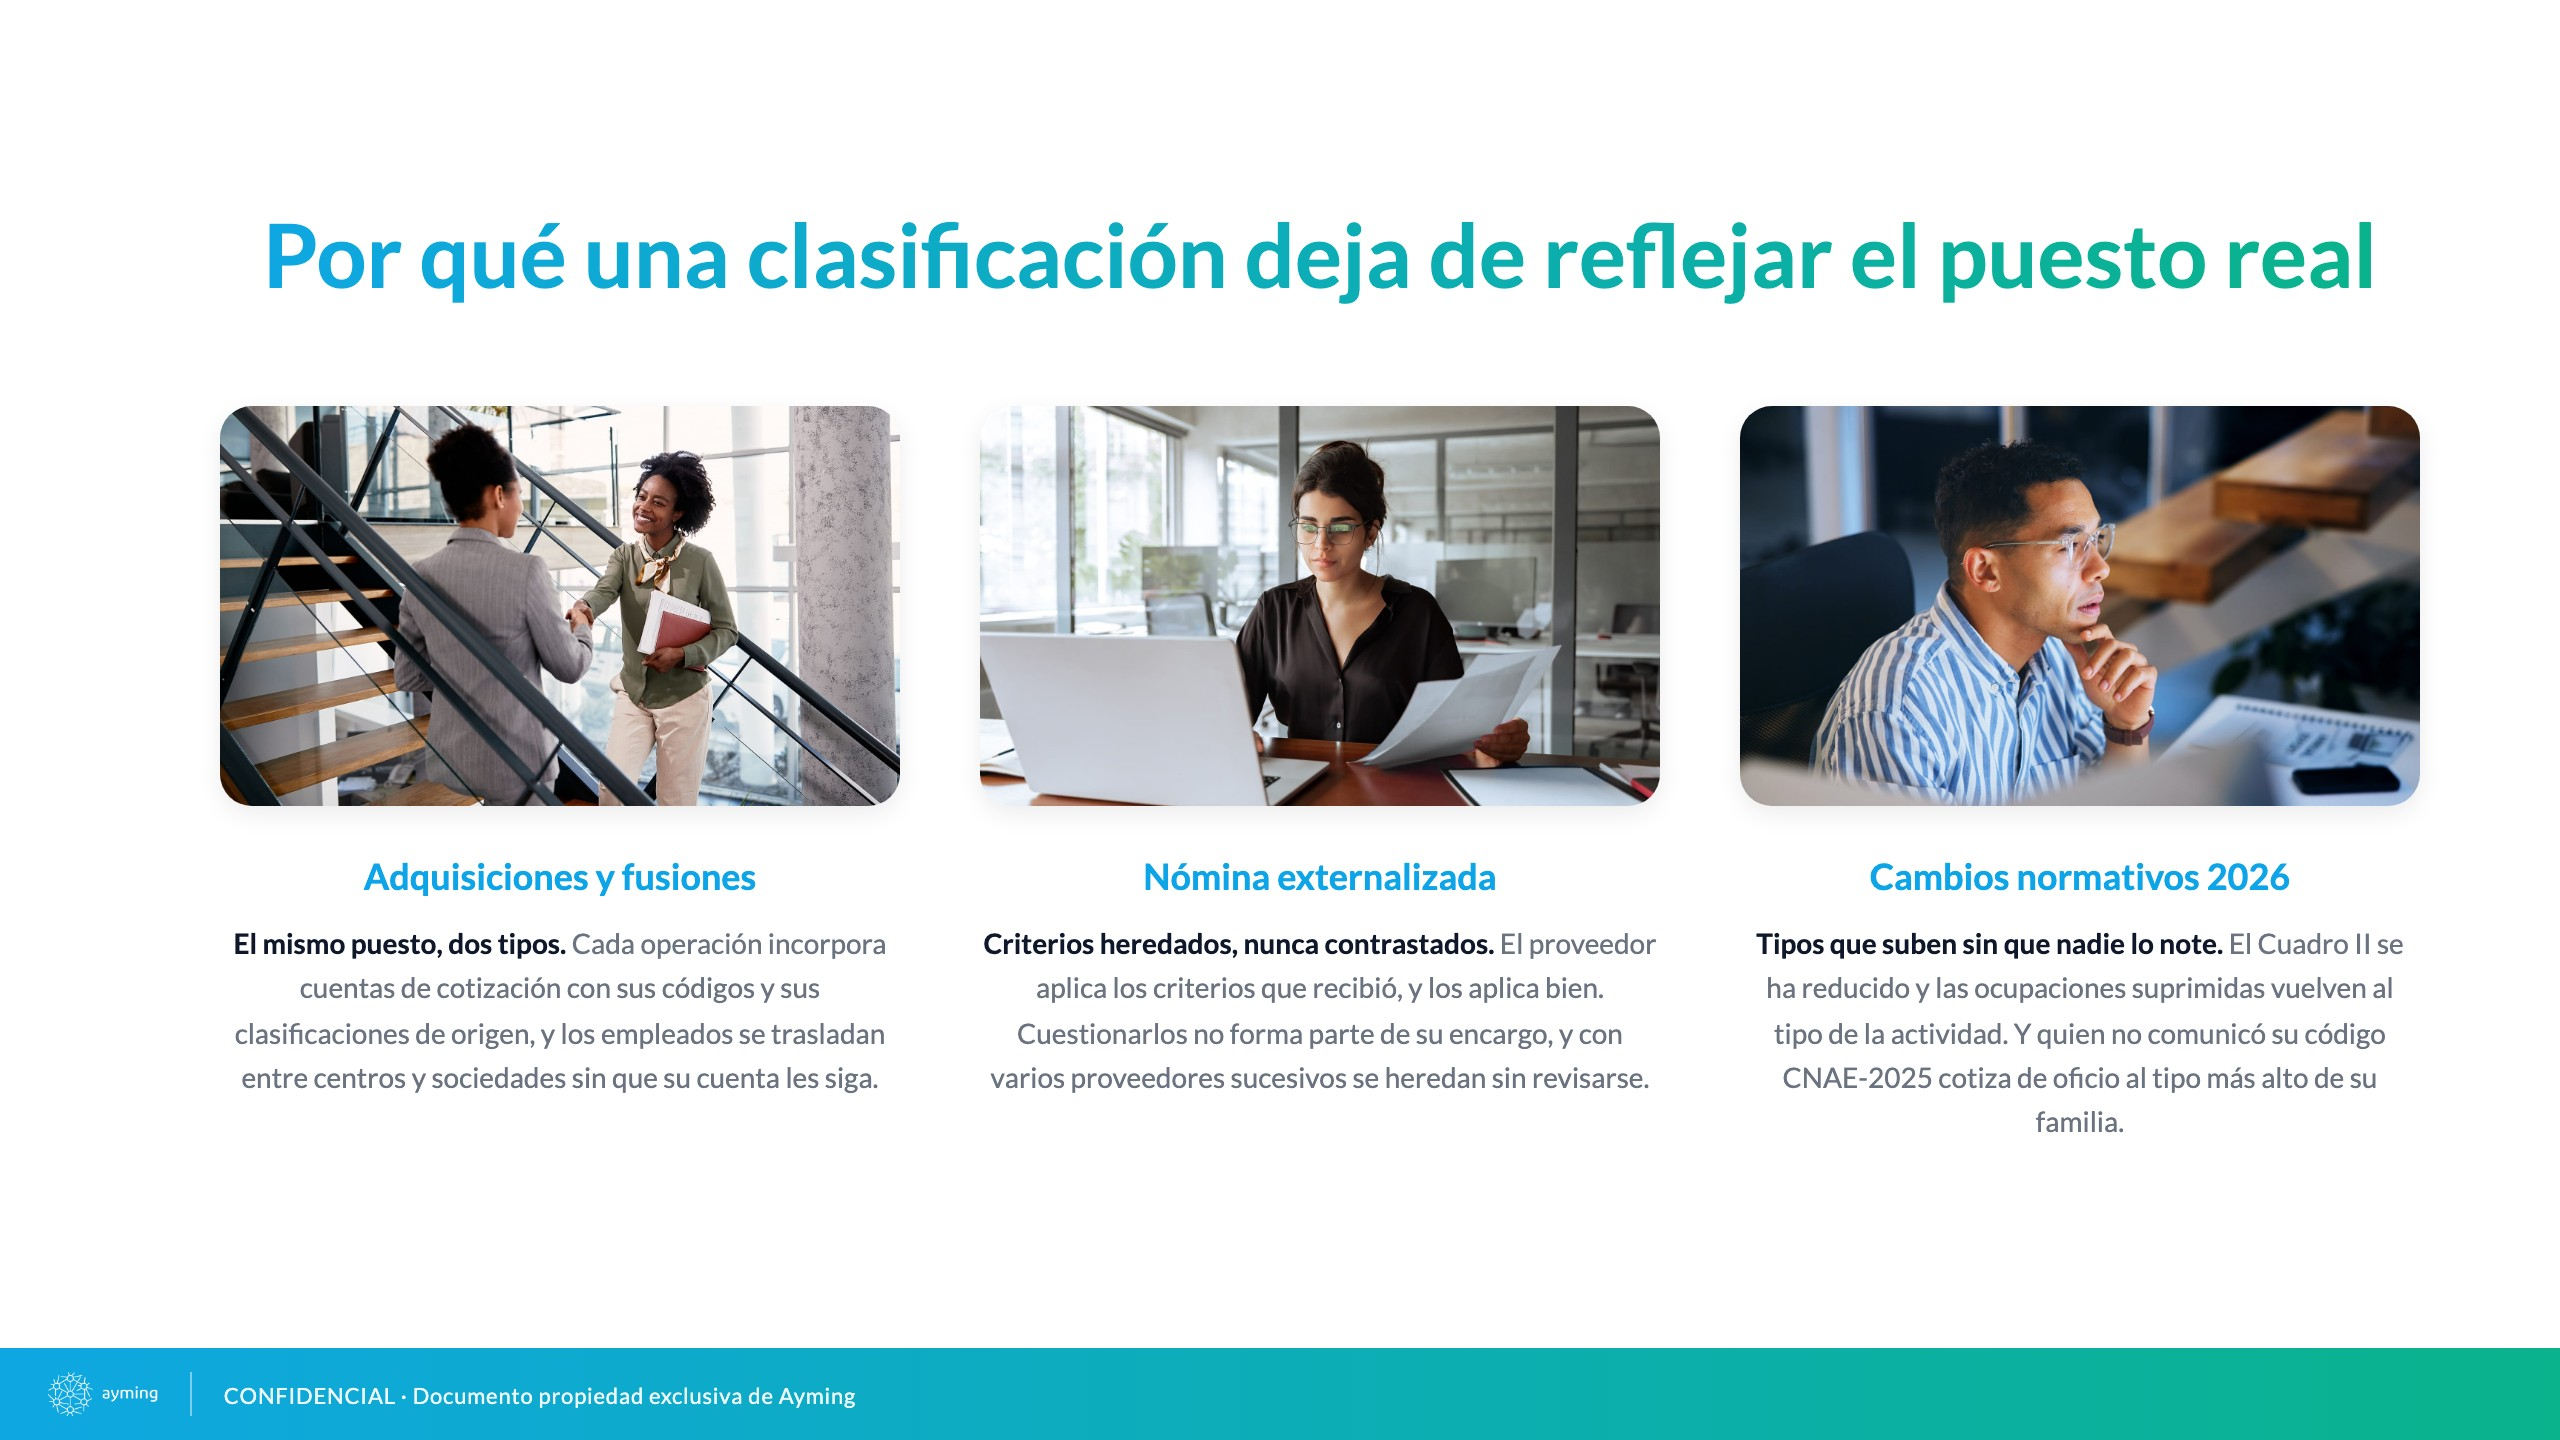 Por qué una clasificación deja de reflejar el puesto real
Adquisiciones y fusiones
El mismo puesto, dos tipos. Cada operación incorpora
cuentas de cotización con sus códigos y sus
clasificaciones de origen, y los empleados se trasladan
entre centros y sociedades sin que su cuenta les siga.
Nómina externalizada
Criterios heredados, nunca contrastados. El proveedor
aplica los criterios que recibió, y los aplica bien.
Cuestionarlos no forma parte de su encargo, y con
varios proveedores sucesivos se heredan sin revisarse.
Cambios normativos 2026
Tipos que suben sin que nadie lo note. El Cuadro II se
ha reducido y las ocupaciones suprimidas vuelven al
tipo de la actividad. Y quien no comunicó su código
CNAE-2025 cotiza de oficio al tipo más alto de su
familia.
ayming
CONFIDENCIAL · Documento propiedad exclusiva de Ayming